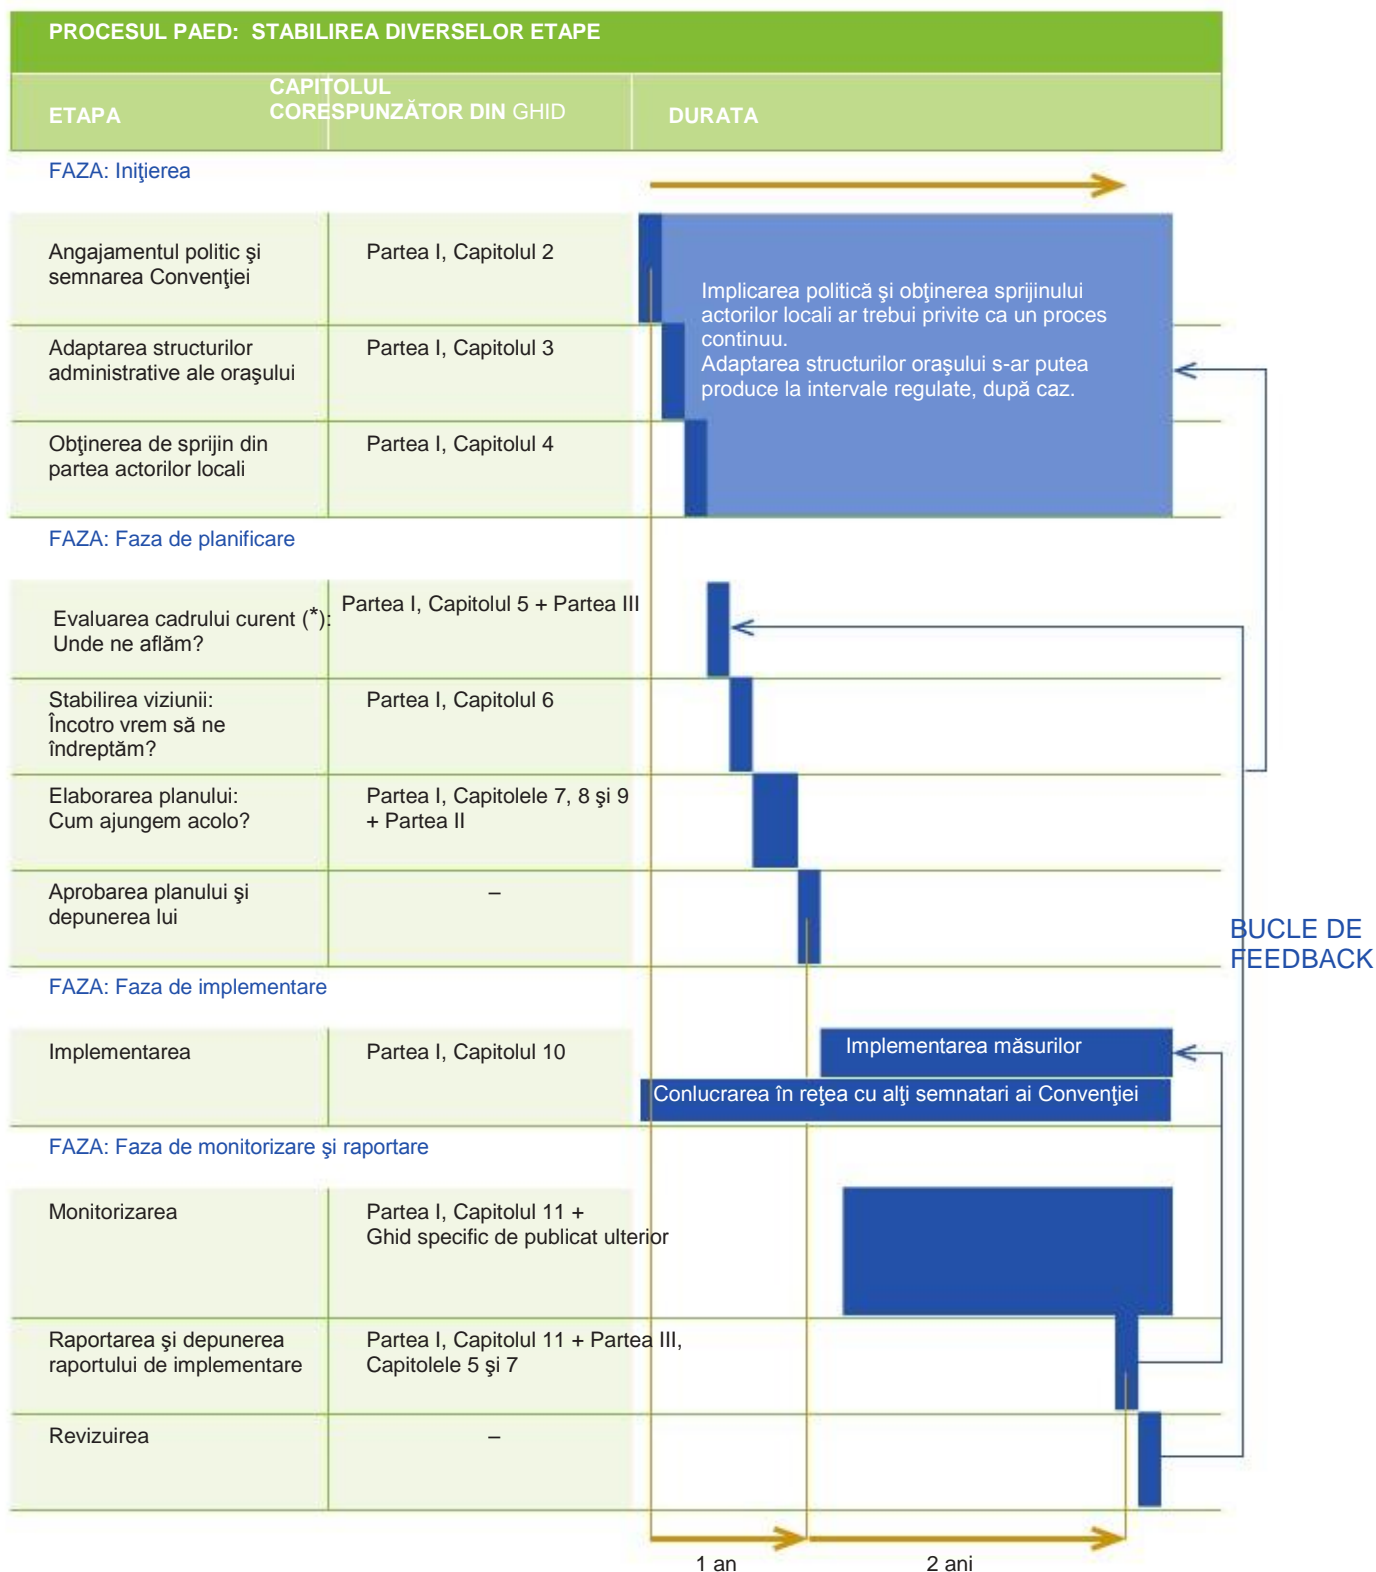 PROCESUL PAED: STABILIREA DIVERSELOR ETAPE
ETAPA
CAPITOLUL
CORESPUNZĂTOR DIN GHID
DURATA
FAZA: Iniţierea
Angajamentul politic şi
semnarea Convenţiei
Partea I, Capitolul 2
Implicarea politică şi obţinerea sprijinului
actorilor locali ar trebui privite ca un proces
continuu.
Adaptarea structurilor oraşului s-ar putea
produce la intervale regulate, după caz.
Adaptarea structurilor
administrative ale oraşului
Partea I, Capitolul 3
Obţinerea de sprijin din
partea actorilor locali
Partea I, Capitolul 4
FAZA: Faza de planificare
Evaluarea cadrului curent (*):
Unde ne aflăm?
Partea I, Capitolul 5 + Partea III
Stabilirea viziunii:
Încotro vrem să ne
îndreptăm?
Partea I, Capitolul 6
Elaborarea planului:
Cum ajungem acolo?
Partea I, Capitolele 7, 8 şi 9
+ Partea II
Aprobarea planului şi
depunerea lui
–
BUCLE DE
FEEDBACK
FAZA: Faza de implementare
Implementarea
Partea I, Capitolul 10
Implementarea măsurilor
Conlucrarea în reţea cu alţi semnatari ai Convenţiei
FAZA: Faza de monitorizare şi raportare
Monitorizarea
Partea I, Capitolul 11 +
Ghid specific de publicat ulterior
Raportarea şi depunerea
raportului de implementare
Partea I, Capitolul 11 + Partea III,
Capitolele 5 şi 7
Revizuirea
–
1 an
2 ani